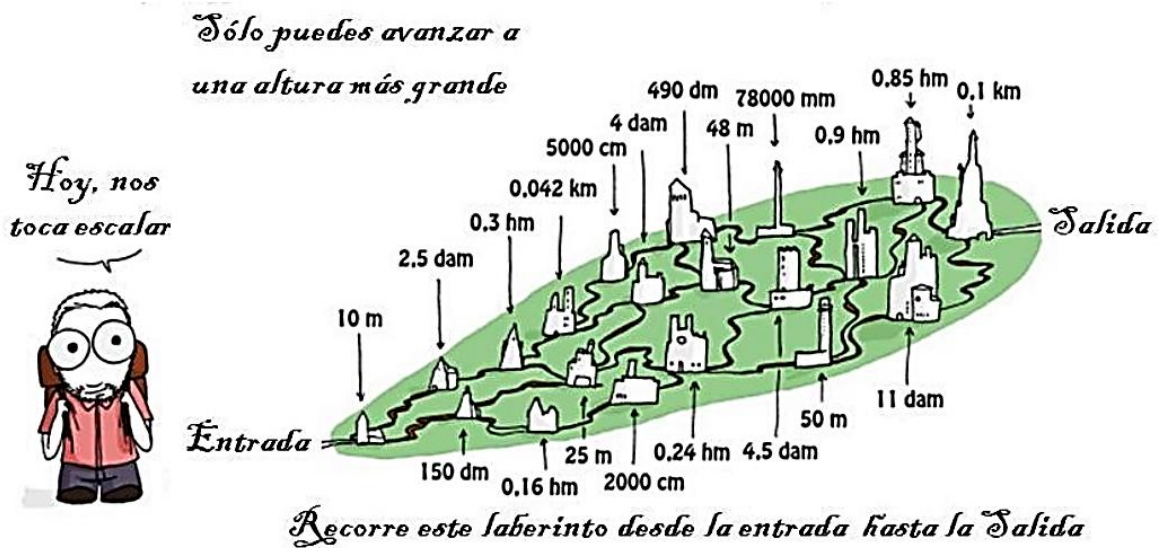 Sólo puedes avanzar a
una altura más grande
Hoy, nos
toca escalar
10 m
2,5 dam
0,3 hm
0,042 km
5000 cm
4 dam
490 dm
48 m
78000 mm
0,9 hm
0,85 hm
0,1 km
Salida
Entrada
150 dm
0,16 hm
25 m
2000 cm
0,24 hm
4,5 dam
50 m
11 dam
Recorre este laberinto desde la entrada hasta la Salida